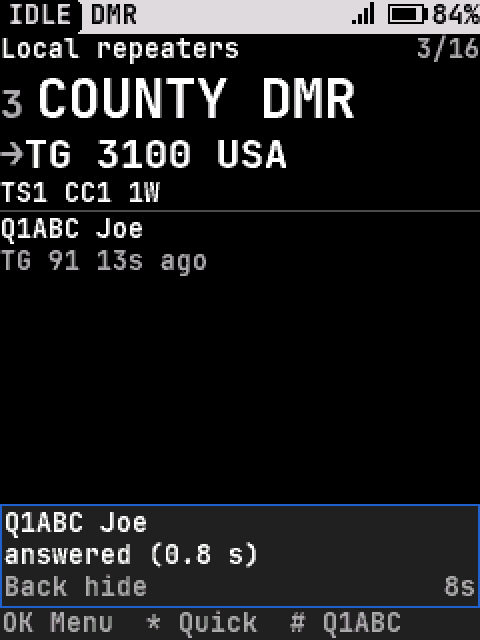 IDLE DMR 84%
Local repeaters 3/16
3 COUNTY DMR
→TG 3100 USA
TS1 CC1 1W
Q1ABC Joe
TG 91 13s ago
Q1ABC Joe
answered (0.8 s)
Back hide 8s
OK Menu * Quick # Q1ABC